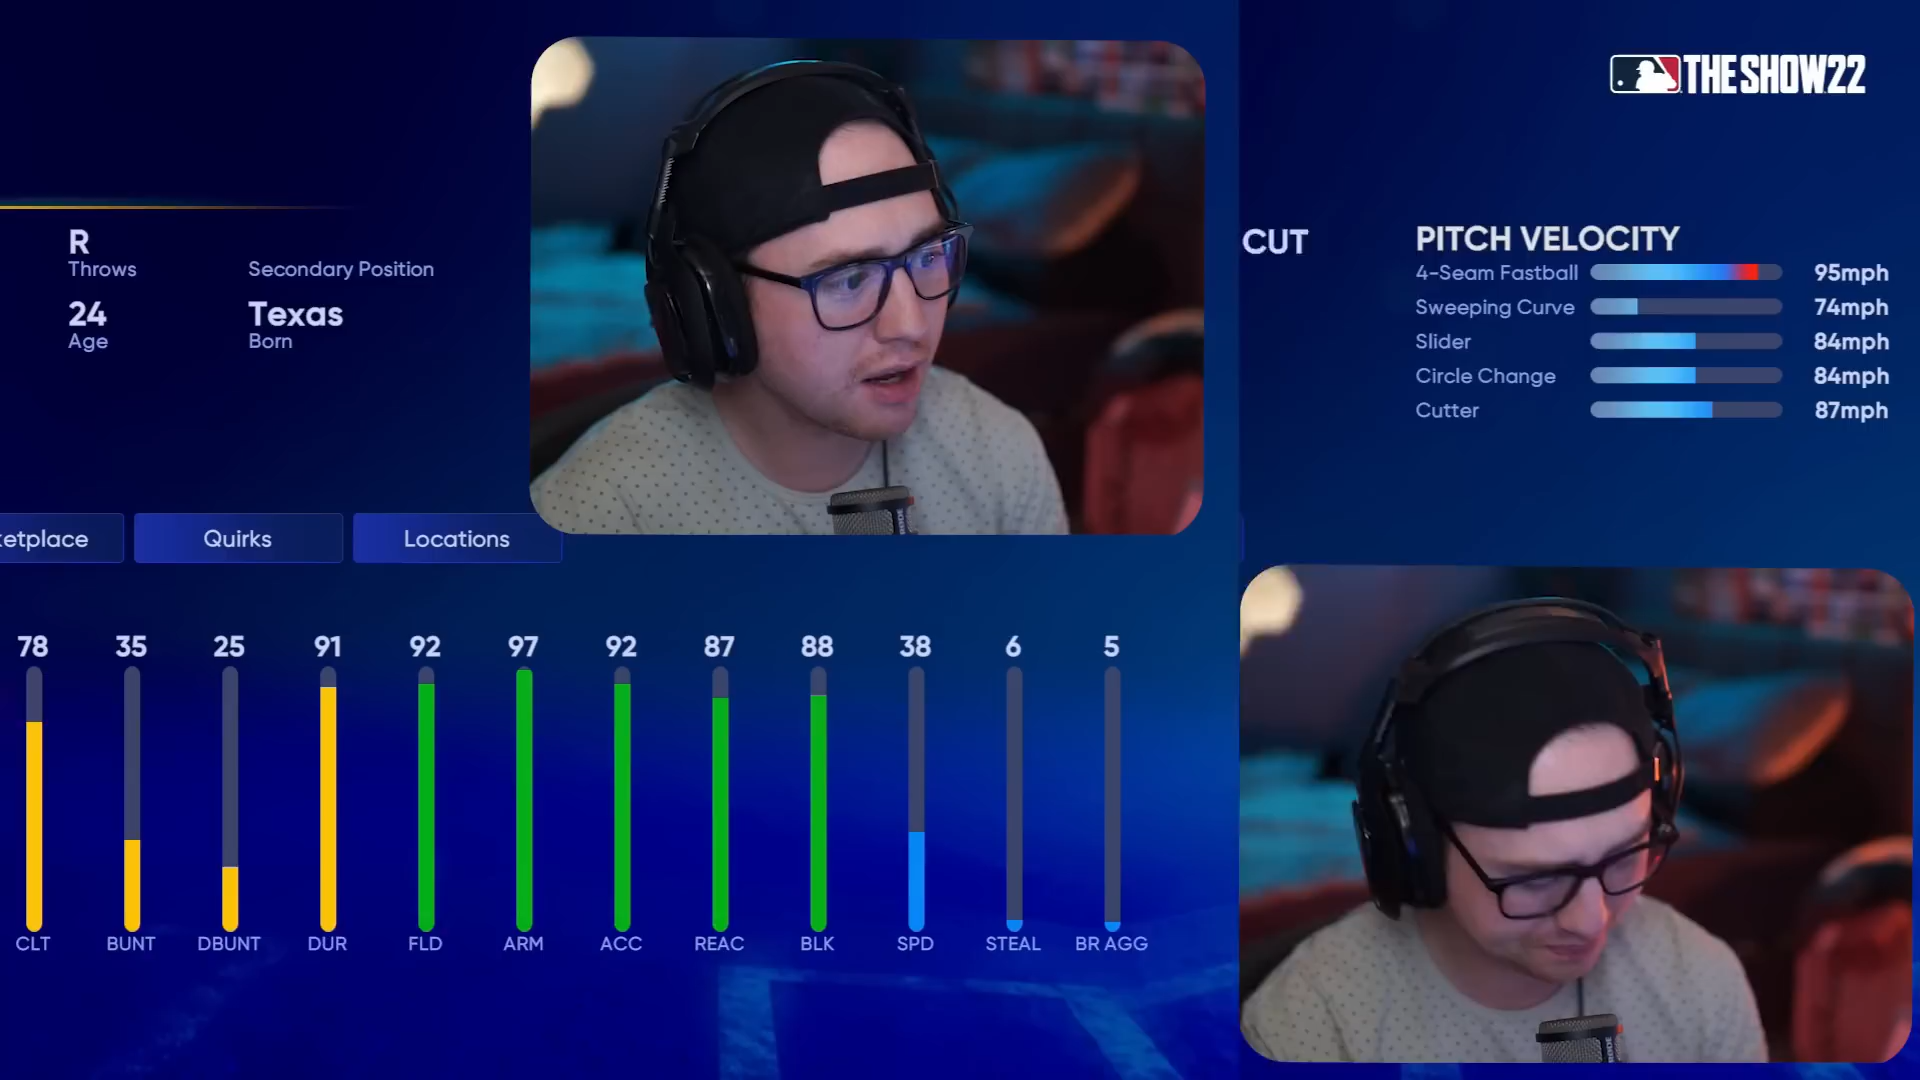 THE SHOW 22
R
Throws
Secondary Position
24
Age
Texas
Born
CUT
PITCH VELOCITY
4-Seam Fastball 95mph
Sweeping Curve 74mph
Slider 84mph
Circle Change 84mph
Cutter 87mph
etplace
Quirks
Locations
78 35 25 91 92 97 92 87 88 38 6 5
CLT BUNT DBUNT DUR FLD ARM ACC REAC BLK SPD STEAL BR AGG
RODE
RODE